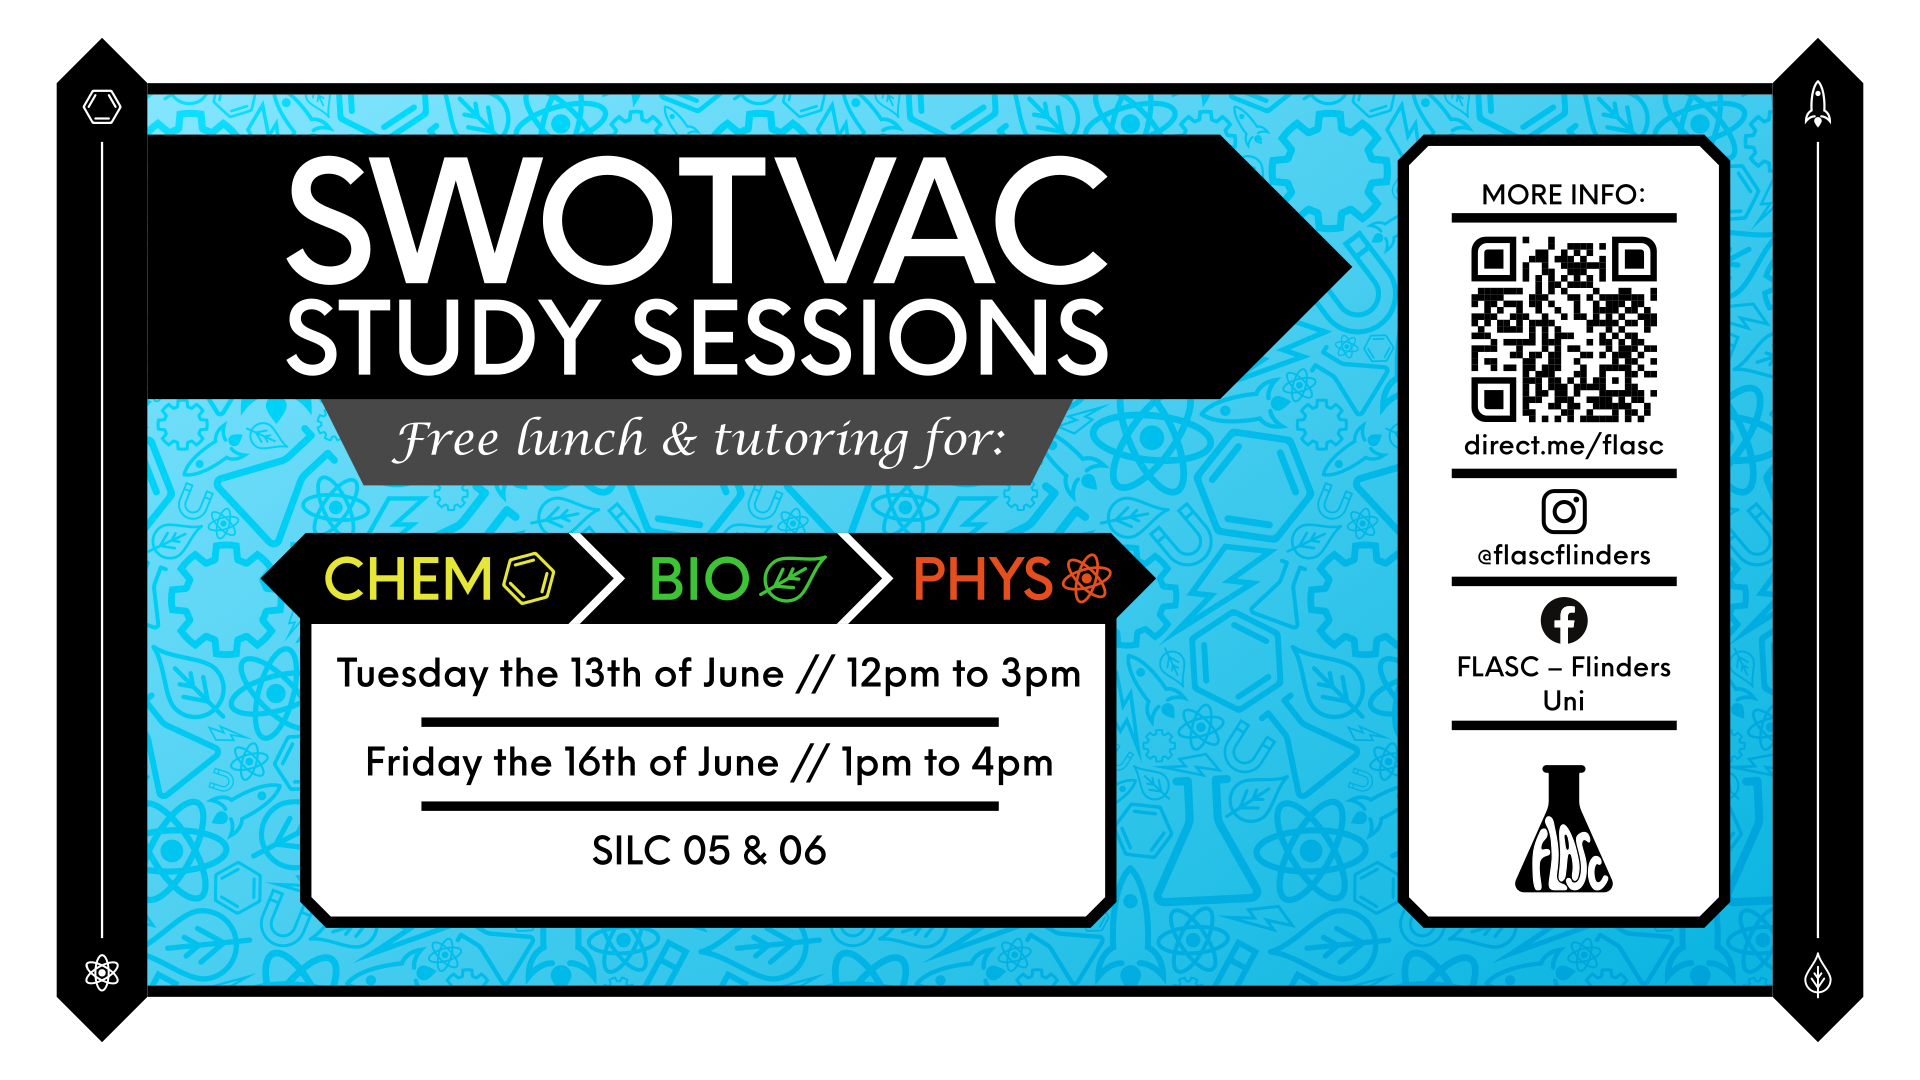 SWOTVAC
STUDY SESSIONS
Free lunch & tutoring for:
CHEM
BIO
PHYS
Tuesday the 13th of June // 12pm to 3pm
Friday the 16th of June // 1pm to 4pm
SILC 05 & 06
MORE INFO:
direct.me/flasc
@flascflinders
FLASC – Flinders
Uni
FLASC